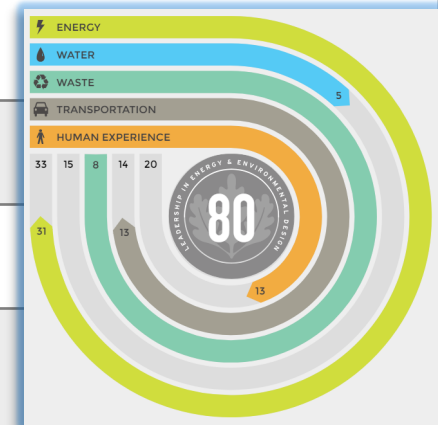 ENERGY
WATER
WASTE
TRANSPORTATION
HUMAN EXPERIENCE
5
33 15 8 14 20
LEADERSHIP IN ENERGY & ENVIRONMENTAL DESIGN
80
31
13
13